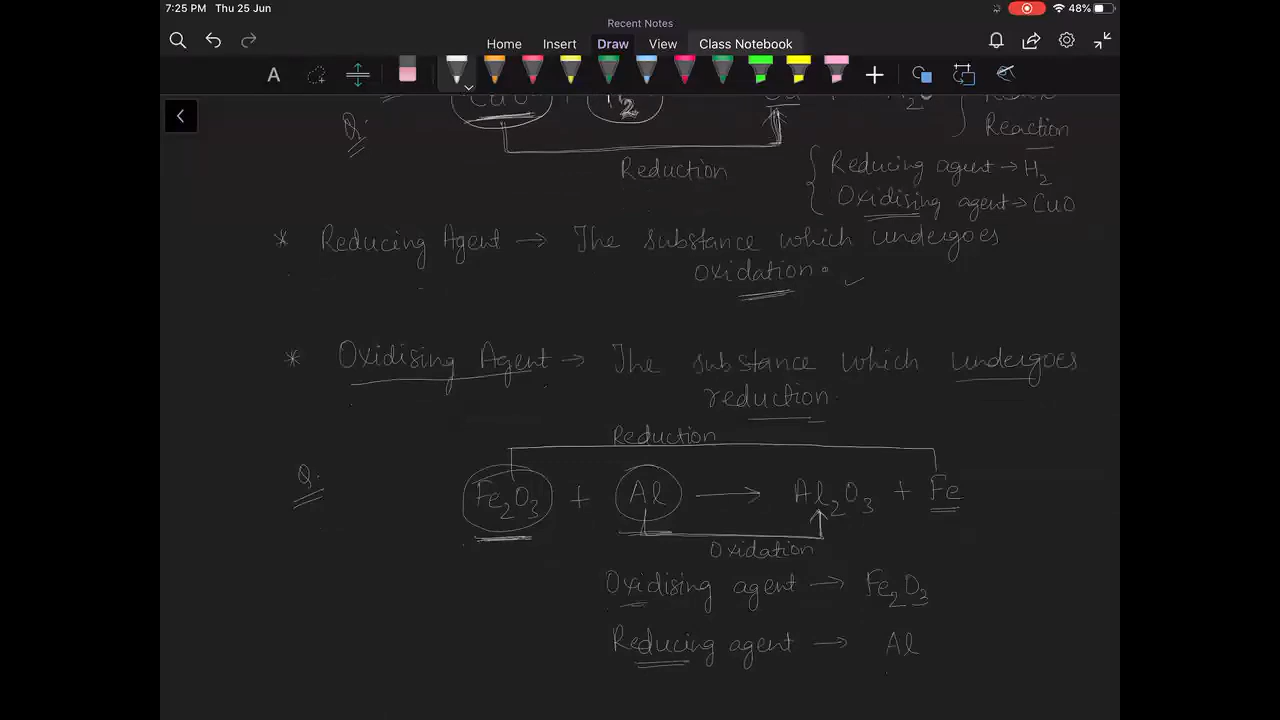 7:25 PM Thu 25 Jun
48%
Recent Notes
Home Insert Draw View Class Notebook
A
CuO + H2
Q.
Reaction
Reduction
Reducing agent → H2
Oxidising agent → CuO
* Reducing Agent → The substance which undergoes
oxidation.
* Oxidising Agent → The substance which undergoes
reduction
Reduction
Q. Fe2O3 + Al → Al2O3 + Fe
Oxidation
Oxidising agent → Fe2O3
Reducing agent → Al